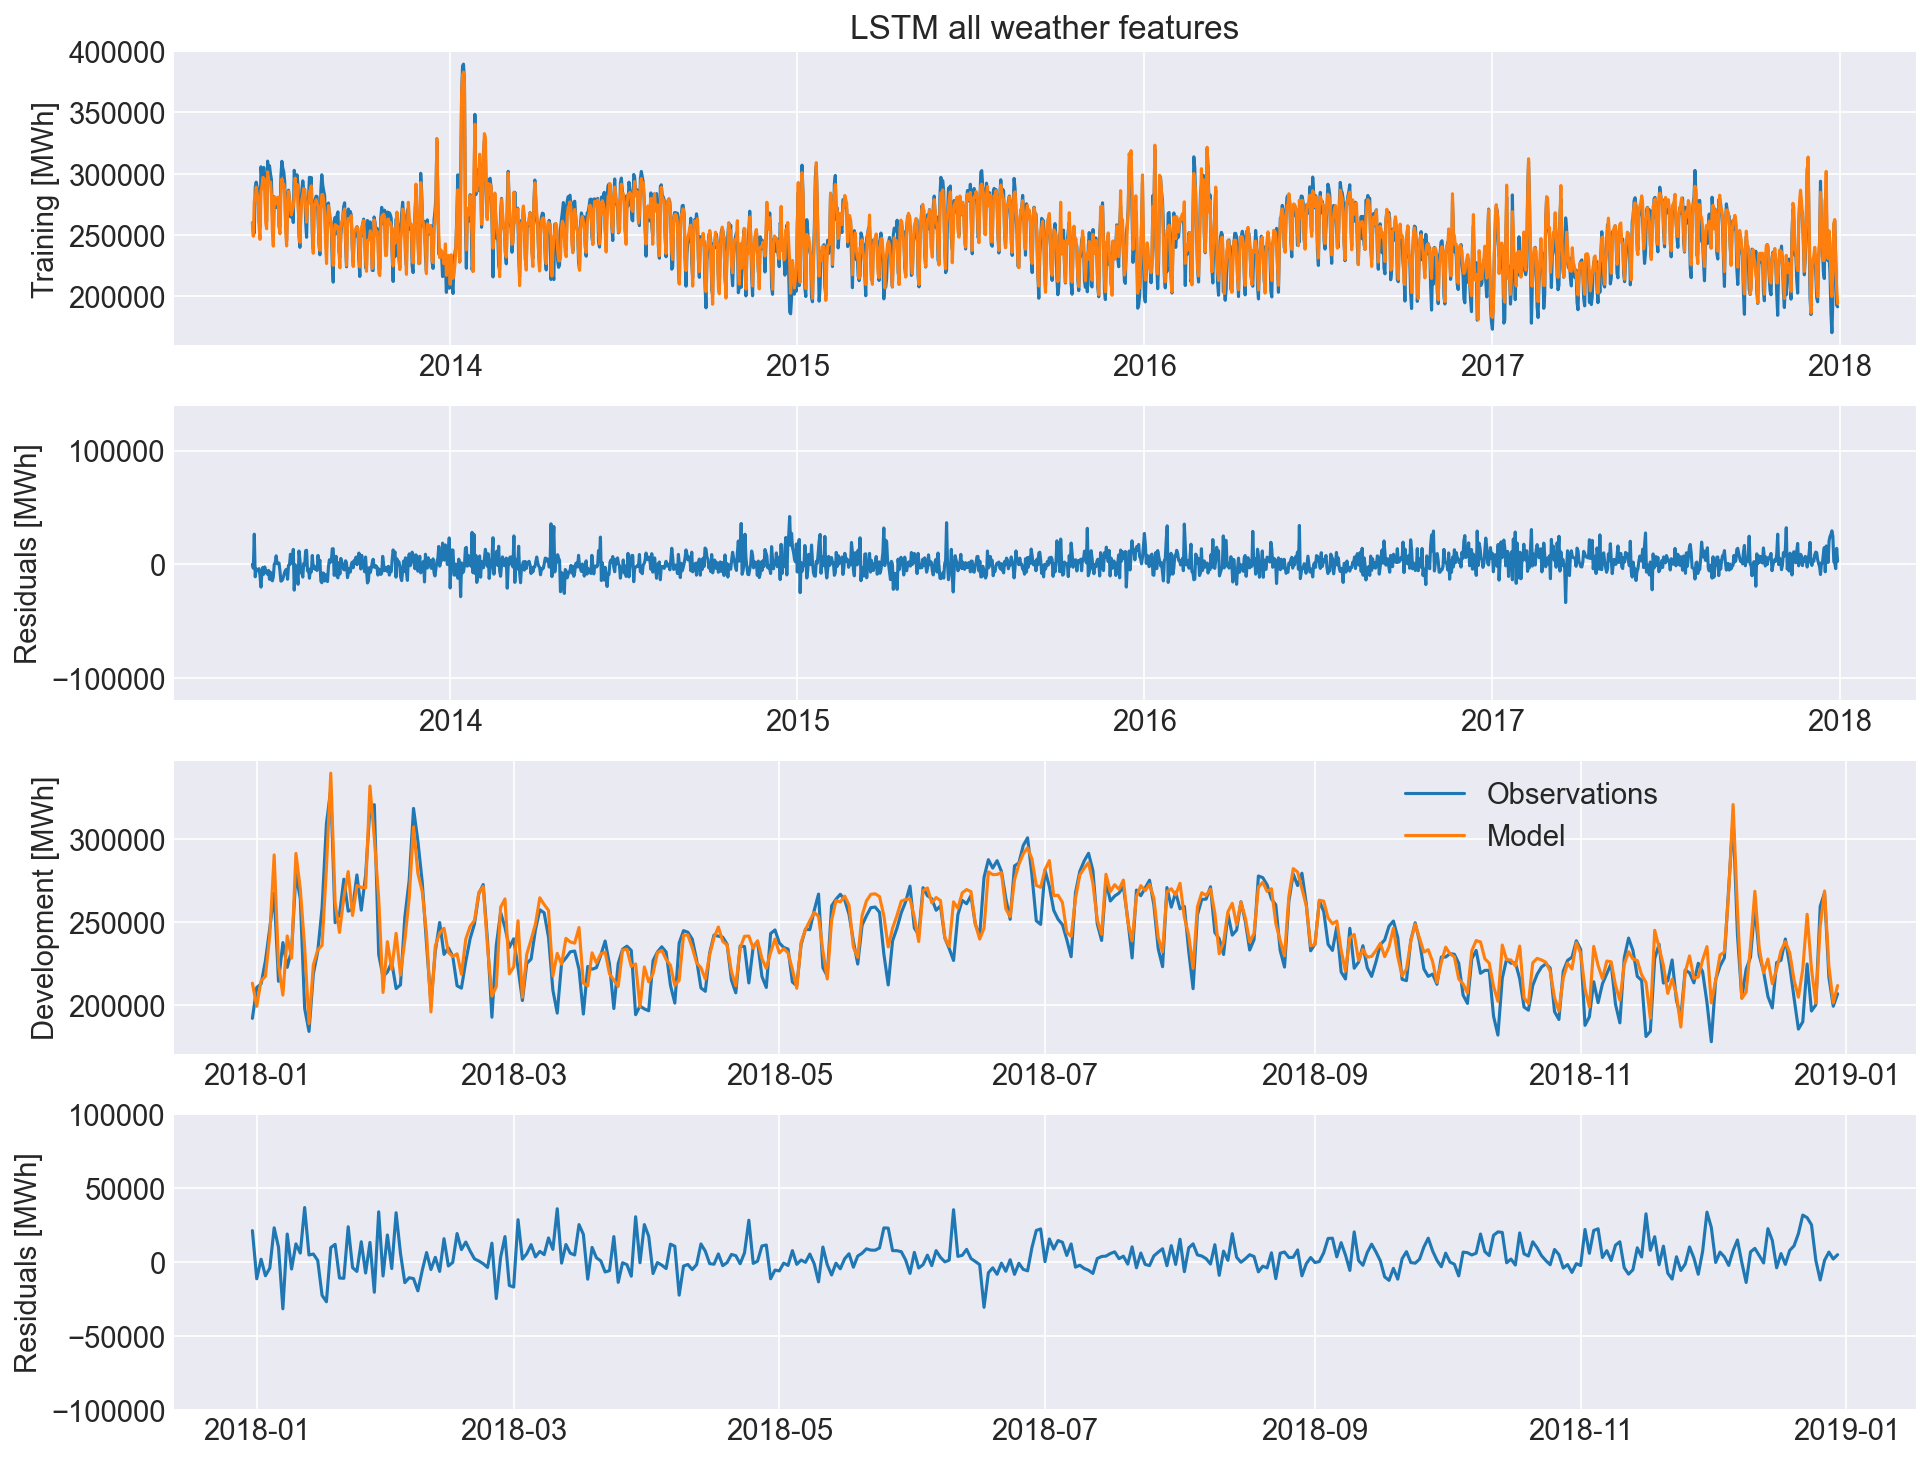 LSTM all weather features
Training [MWh]
400000
350000
300000
250000
200000
2014 2015 2016 2017 2018
Residuals [MWh]
100000
0
−100000
2014 2015 2016 2017 2018
Development [MWh]
300000
250000
200000
Observations
Model
2018-01 2018-03 2018-05 2018-07 2018-09 2018-11 2019-01
Residuals [MWh]
100000
50000
0
−50000
−100000
2018-01 2018-03 2018-05 2018-07 2018-09 2018-11 2019-01